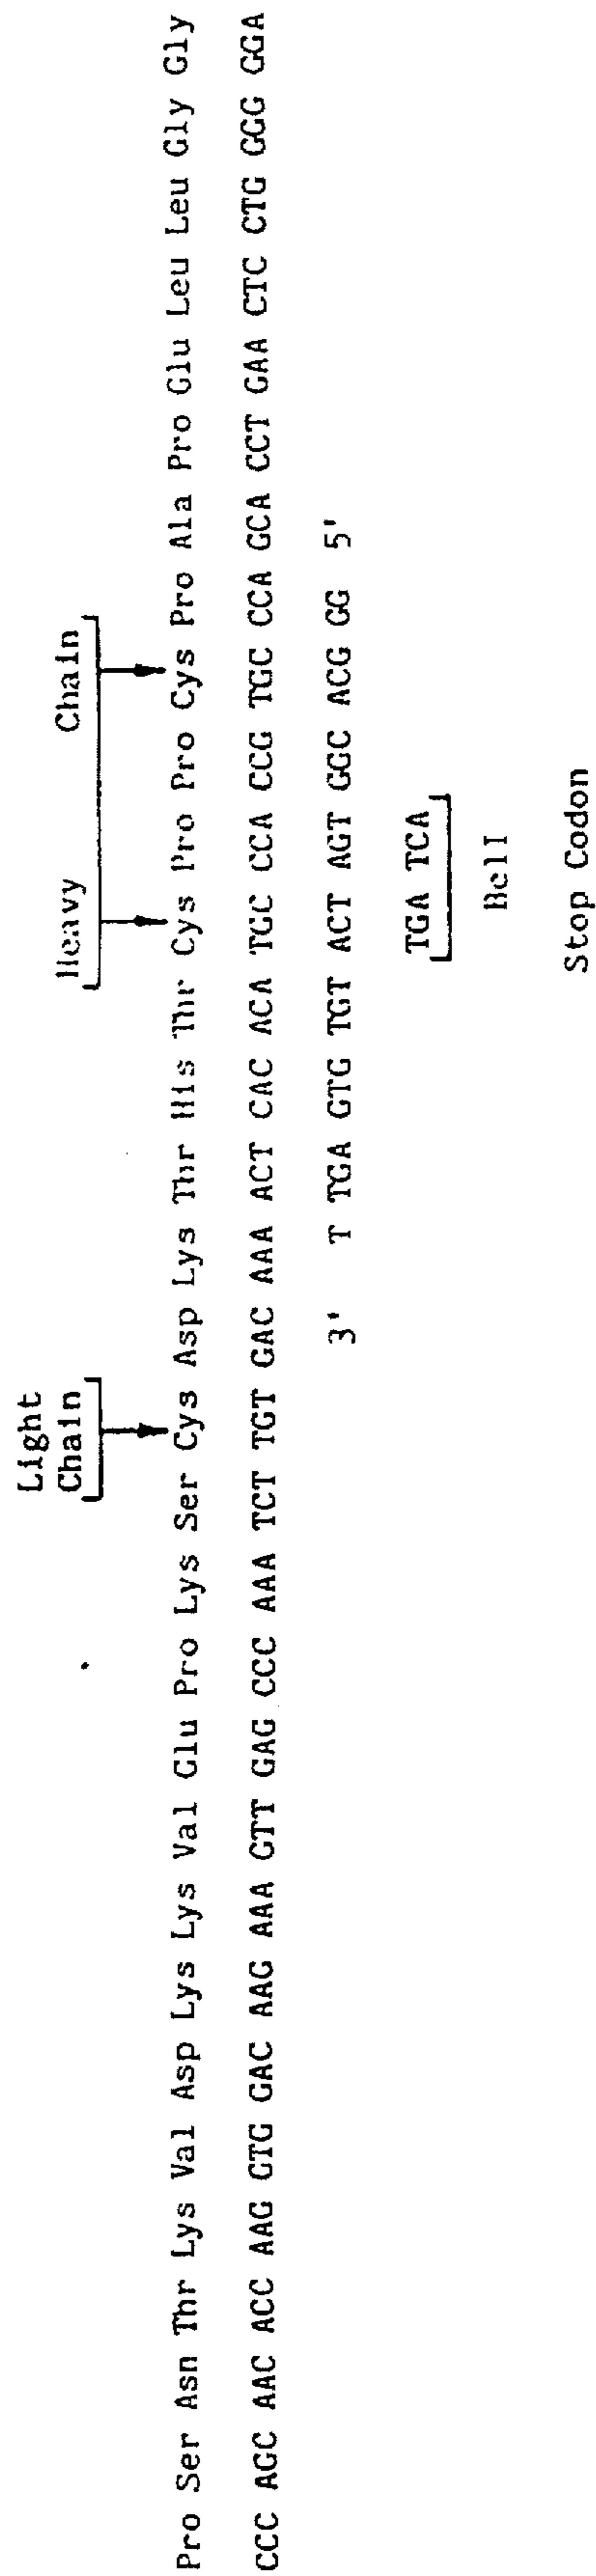 Light
Chain
Heavy Chain
Pro Ser Asn Thr Lys Val Asp Lys Lys Val Glu Pro Lys Ser Cys Asp Lys Thr His Thr Cys Pro Pro Cys Pro Ala Pro Glu Leu Leu Gly Gly
CCC AGC AAC ACC AAG GTG GAC AAG AAA GTT GAG CCC AAA TCT TGT GAC AAA ACT CAC ACA TGC CCA CCG TGC CCA GCA CCT GAA CTC CTG GGG GGA
3' T TGA GTG TGT ACT AGT GGC ACG GG 5'
TGA TCA
BclI
Stop Codon